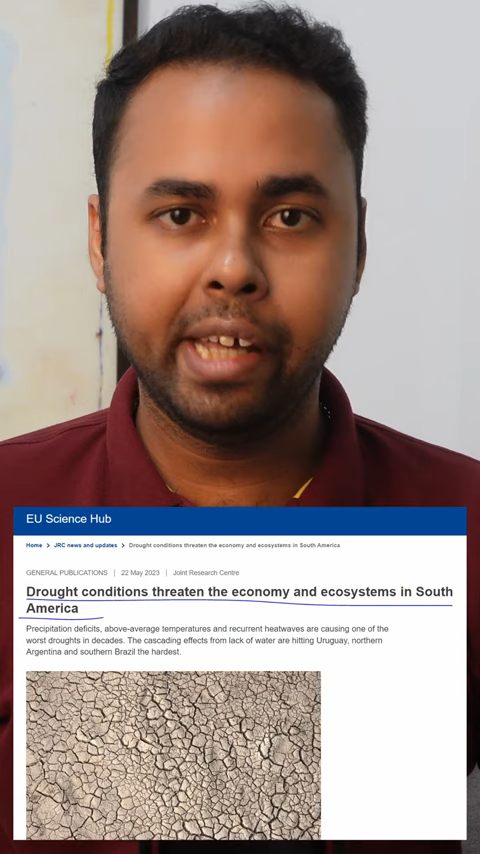 EU Science Hub
Home > JRC news and updates > Drought conditions threaten the economy and ecosystems in South America
GENERAL PUBLICATIONS | 22 May 2023 | Joint Research Centre
Drought conditions threaten the economy and ecosystems in South
America
Precipitation deficits, above-average temperatures and recurrent heatwaves are causing one of the
worst droughts in decades. The cascading effects from lack of water are hitting Uruguay, northern
Argentina and southern Brazil the hardest.